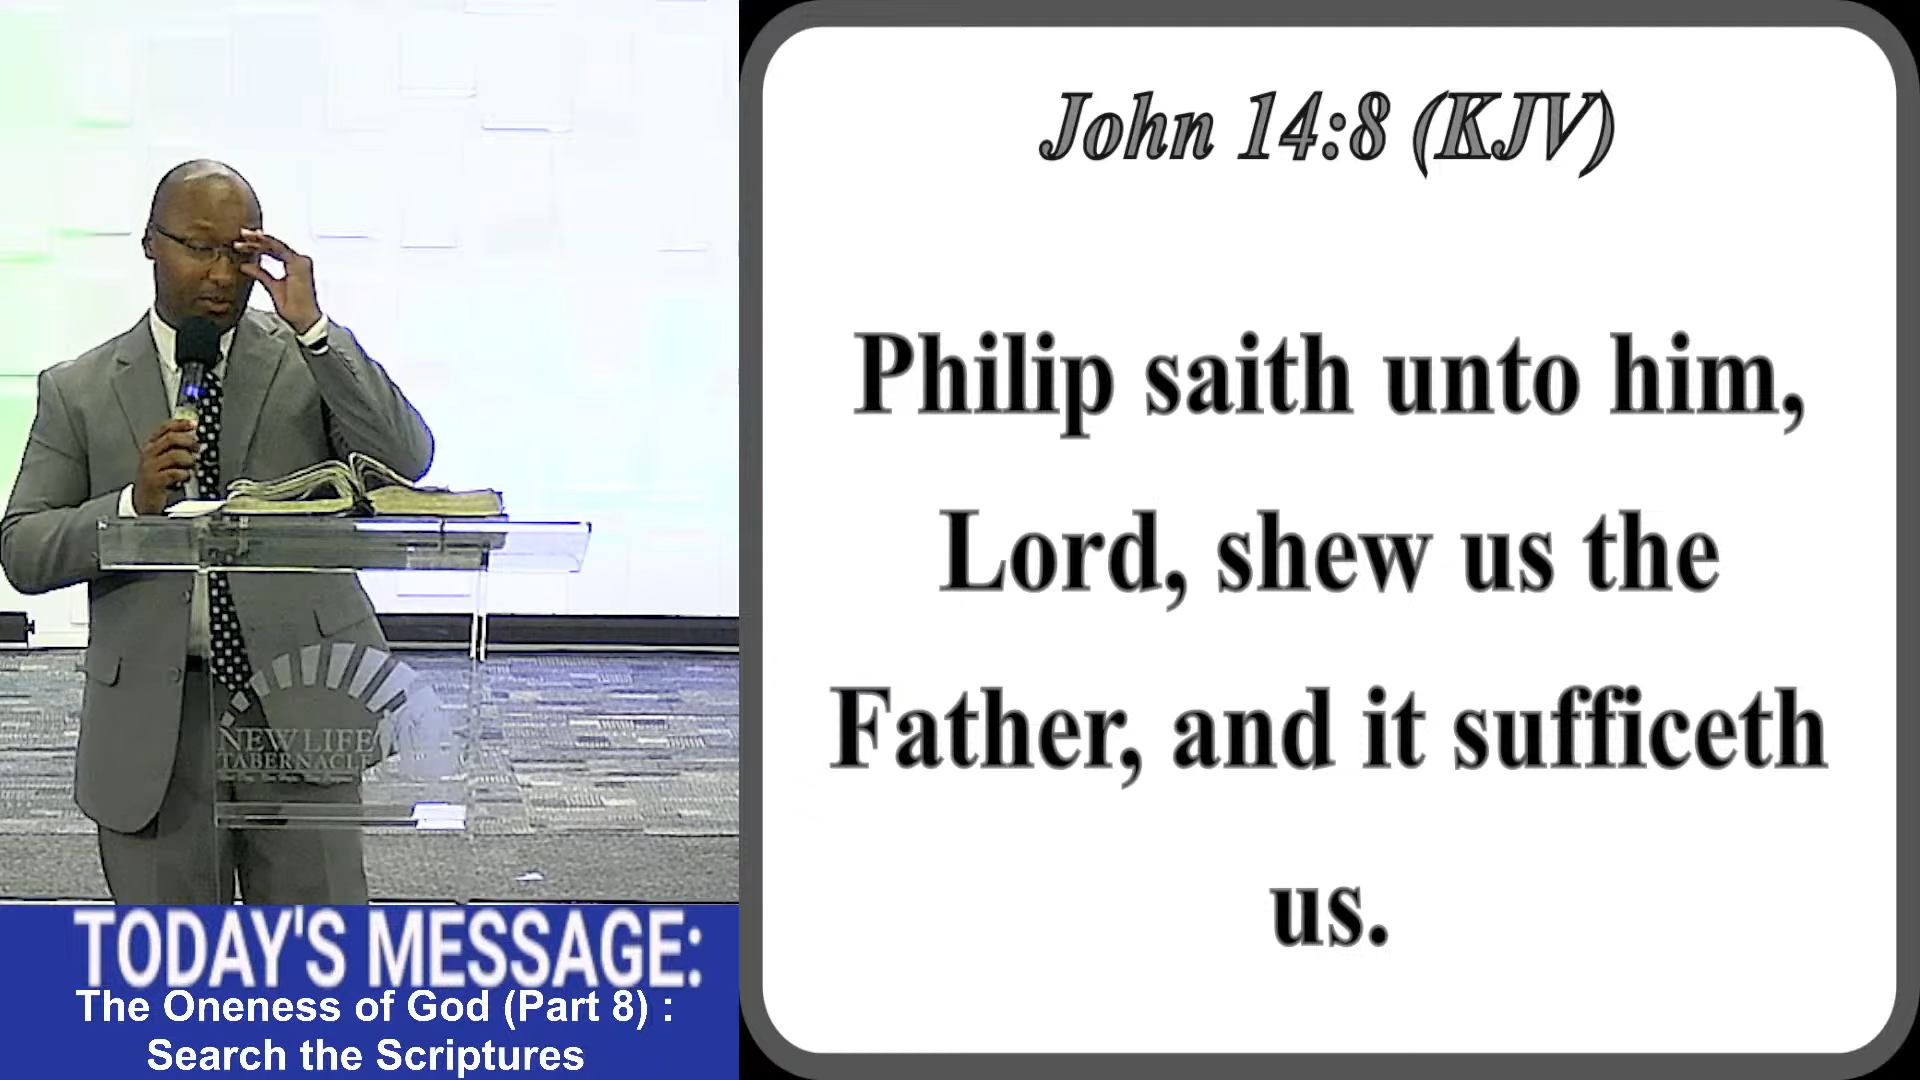 John 14:8 (KJV)
Philip saith unto him,
Lord, shew us the
Father, and it sufficeth
us.
NEW LIFE
TABERNACLE
TODAY'S MESSAGE:
The Oneness of God (Part 8) :
Search the Scriptures